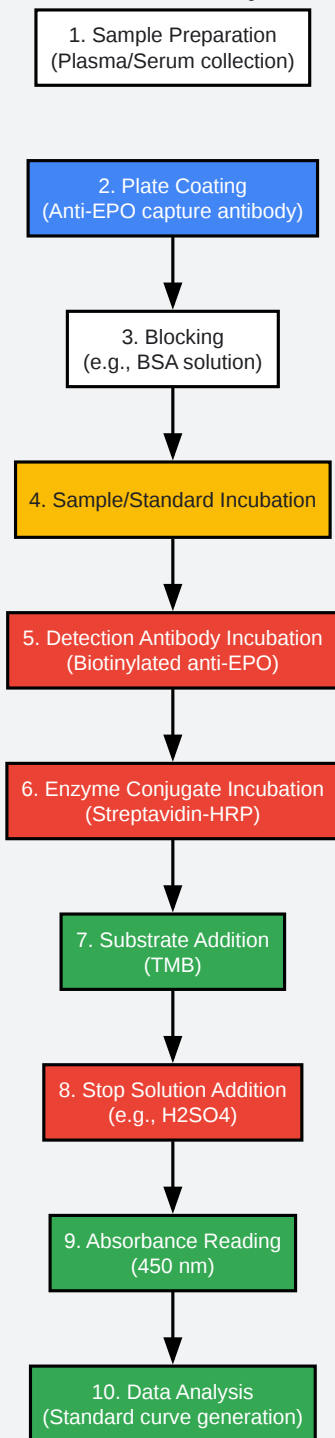 1. Sample Preparation
(Plasma/Serum collection)
2. Plate Coating
(Anti-EPO capture antibody)
3. Blocking
(e.g., BSA solution)
4. Sample/Standard Incubation
5. Detection Antibody Incubation
(Biotinylated anti-EPO)
6. Enzyme Conjugate Incubation
(Streptavidin-HRP)
7. Substrate Addition
(TMB)
8. Stop Solution Addition
(e.g., H2SO4)
9. Absorbance Reading
(450 nm)
10. Data Analysis
(Standard curve generation)